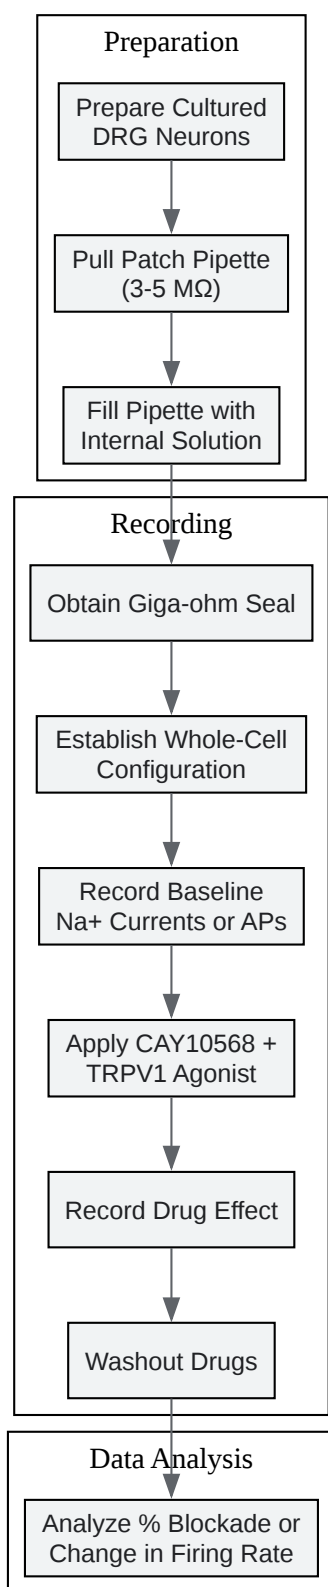 Preparation
Prepare Cultured
DRG Neurons
Pull Patch Pipette
(3-5 MΩ)
Fill Pipette with
Internal Solution
Recording
Obtain Giga-ohm Seal
Establish Whole-Cell
Configuration
Record Baseline
Na+ Currents or APs
Apply CAY10568 +
TRPV1 Agonist
Record Drug Effect
Washout Drugs
Data Analysis
Analyze % Blockade or
Change in Firing Rate